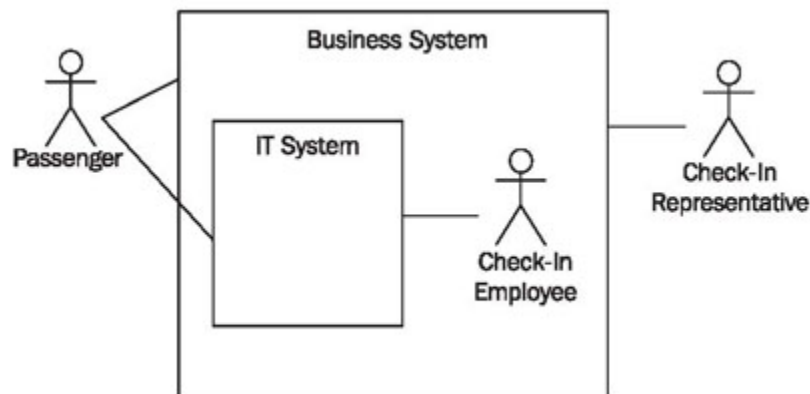 Business System
Passenger
IT System
Check-In
Representative
Check-In
Employee